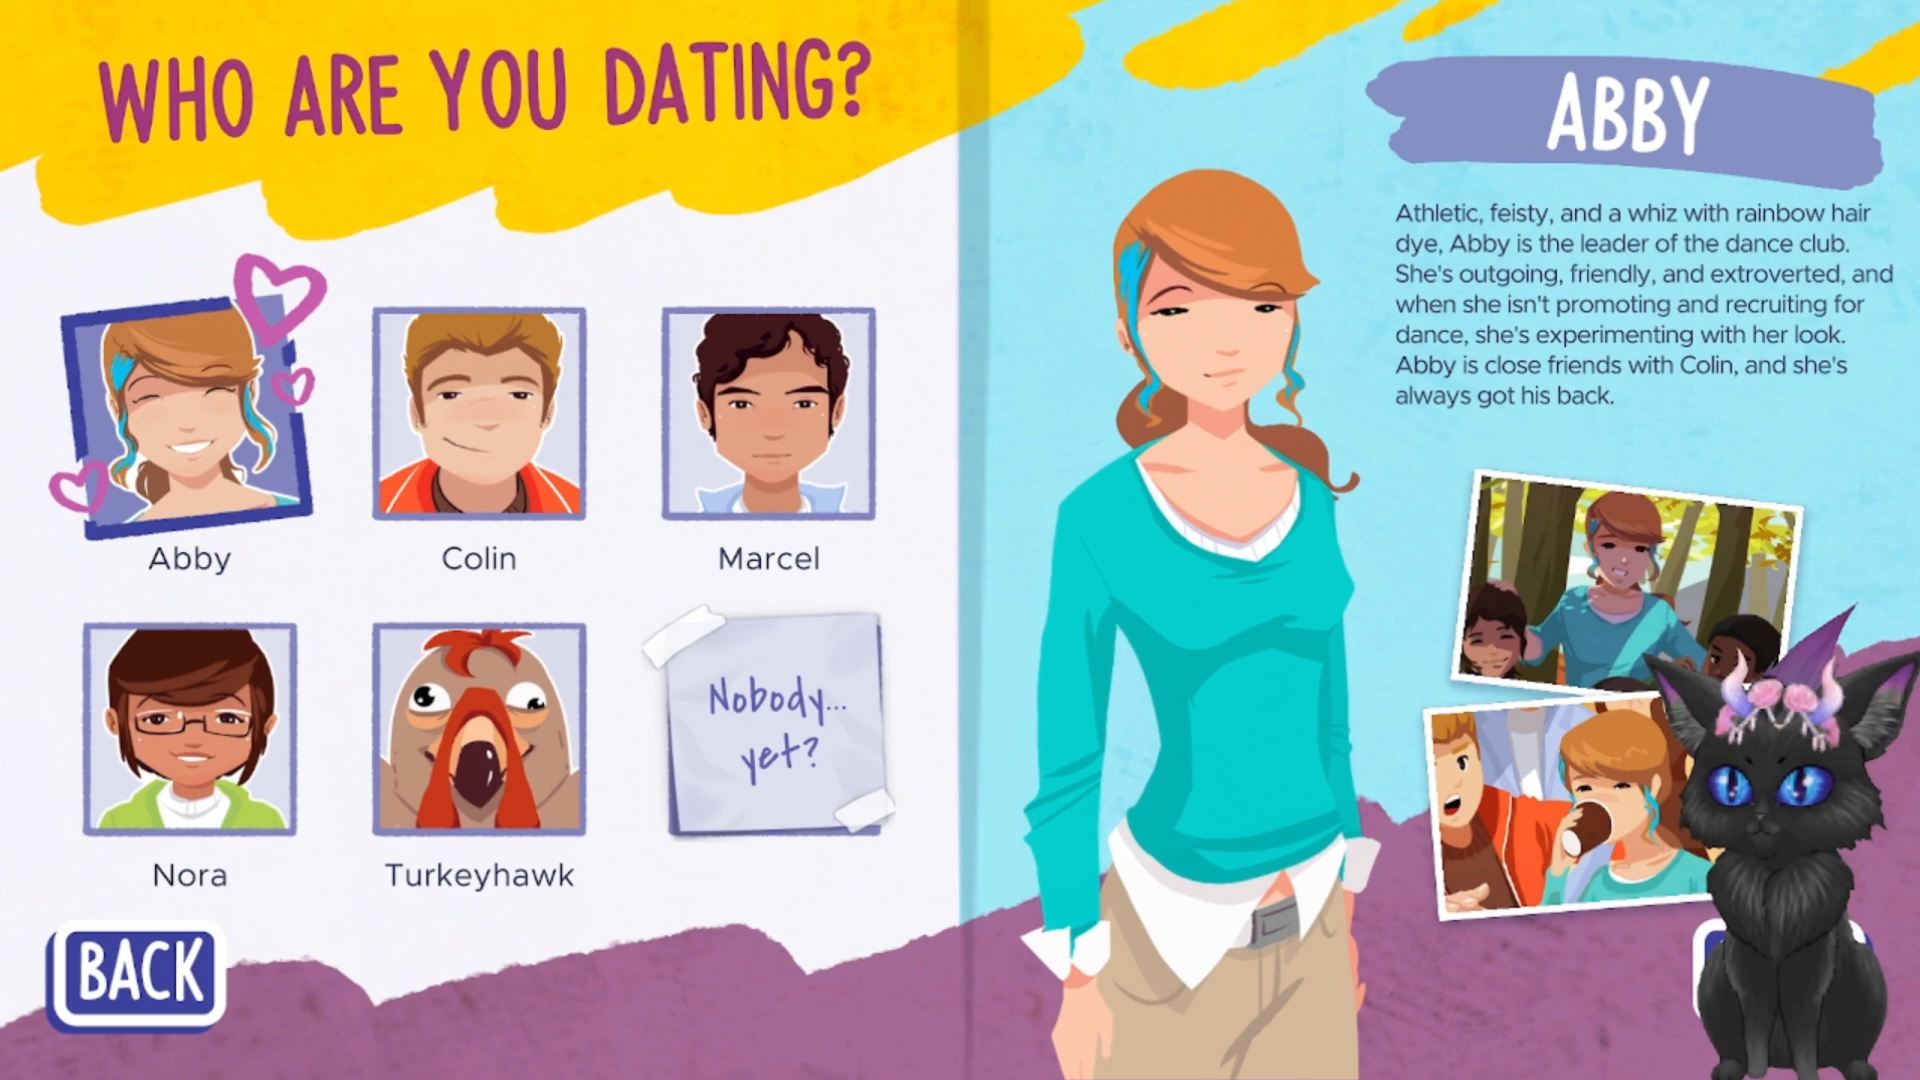 WHO ARE YOU DATING?
Abby
Colin
Marcel
Nora
Turkeyhawk
Nobody...
yet?
BACK
ABBY
Athletic, feisty, and a whiz with rainbow hair
dye, Abby is the leader of the dance club.
She's outgoing, friendly, and extroverted, and
when she isn't promoting and recruiting for
dance, she's experimenting with her look.
Abby is close friends with Colin, and she's
always got his back.